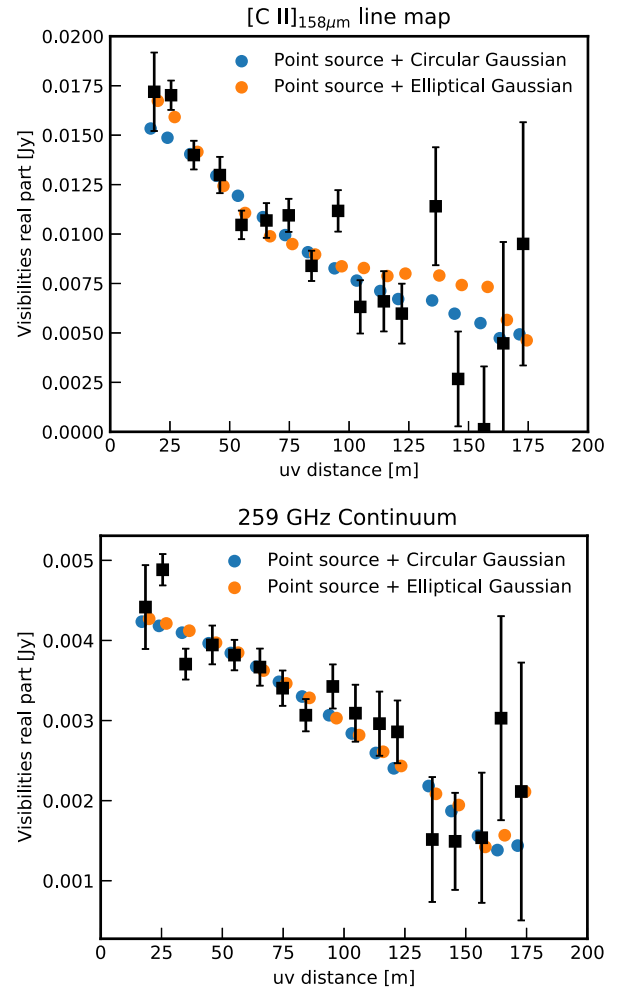 [C II]158μm line map
0.0200
Point source + Circular Gaussian
Point source + Elliptical Gaussian
0.0175
0.0150
0.0125
0.0100
0.0075
0.0050
0.0025
0.0000
Visibilities real part [Jy]
0 25 50 75 100 125 150 175 200
uv distance [m]
259 GHz Continuum
Point source + Circular Gaussian
Point source + Elliptical Gaussian
0.005
0.004
0.003
0.002
0.001
Visibilities real part [Jy]
0 25 50 75 100 125 150 175 200
uv distance [m]